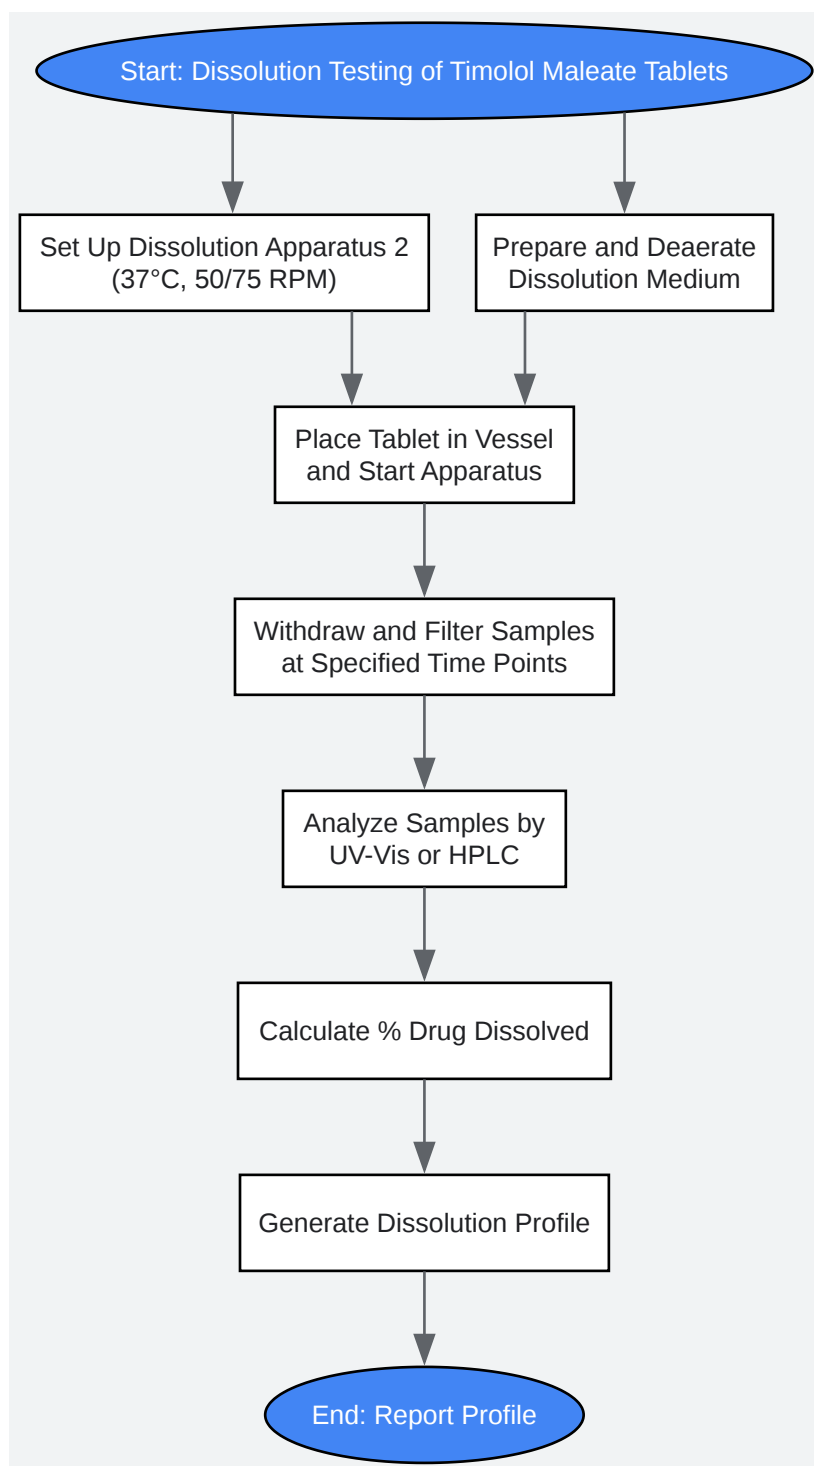 Start: Dissolution Testing of Timolol Maleate Tablets
Set Up Dissolution Apparatus 2
(37°C, 50/75 RPM)
Prepare and Deaerate
Dissolution Medium
Place Tablet in Vessel
and Start Apparatus
Withdraw and Filter Samples
at Specified Time Points
Analyze Samples by
UV-Vis or HPLC
Calculate % Drug Dissolved
Generate Dissolution Profile
End: Report Profile